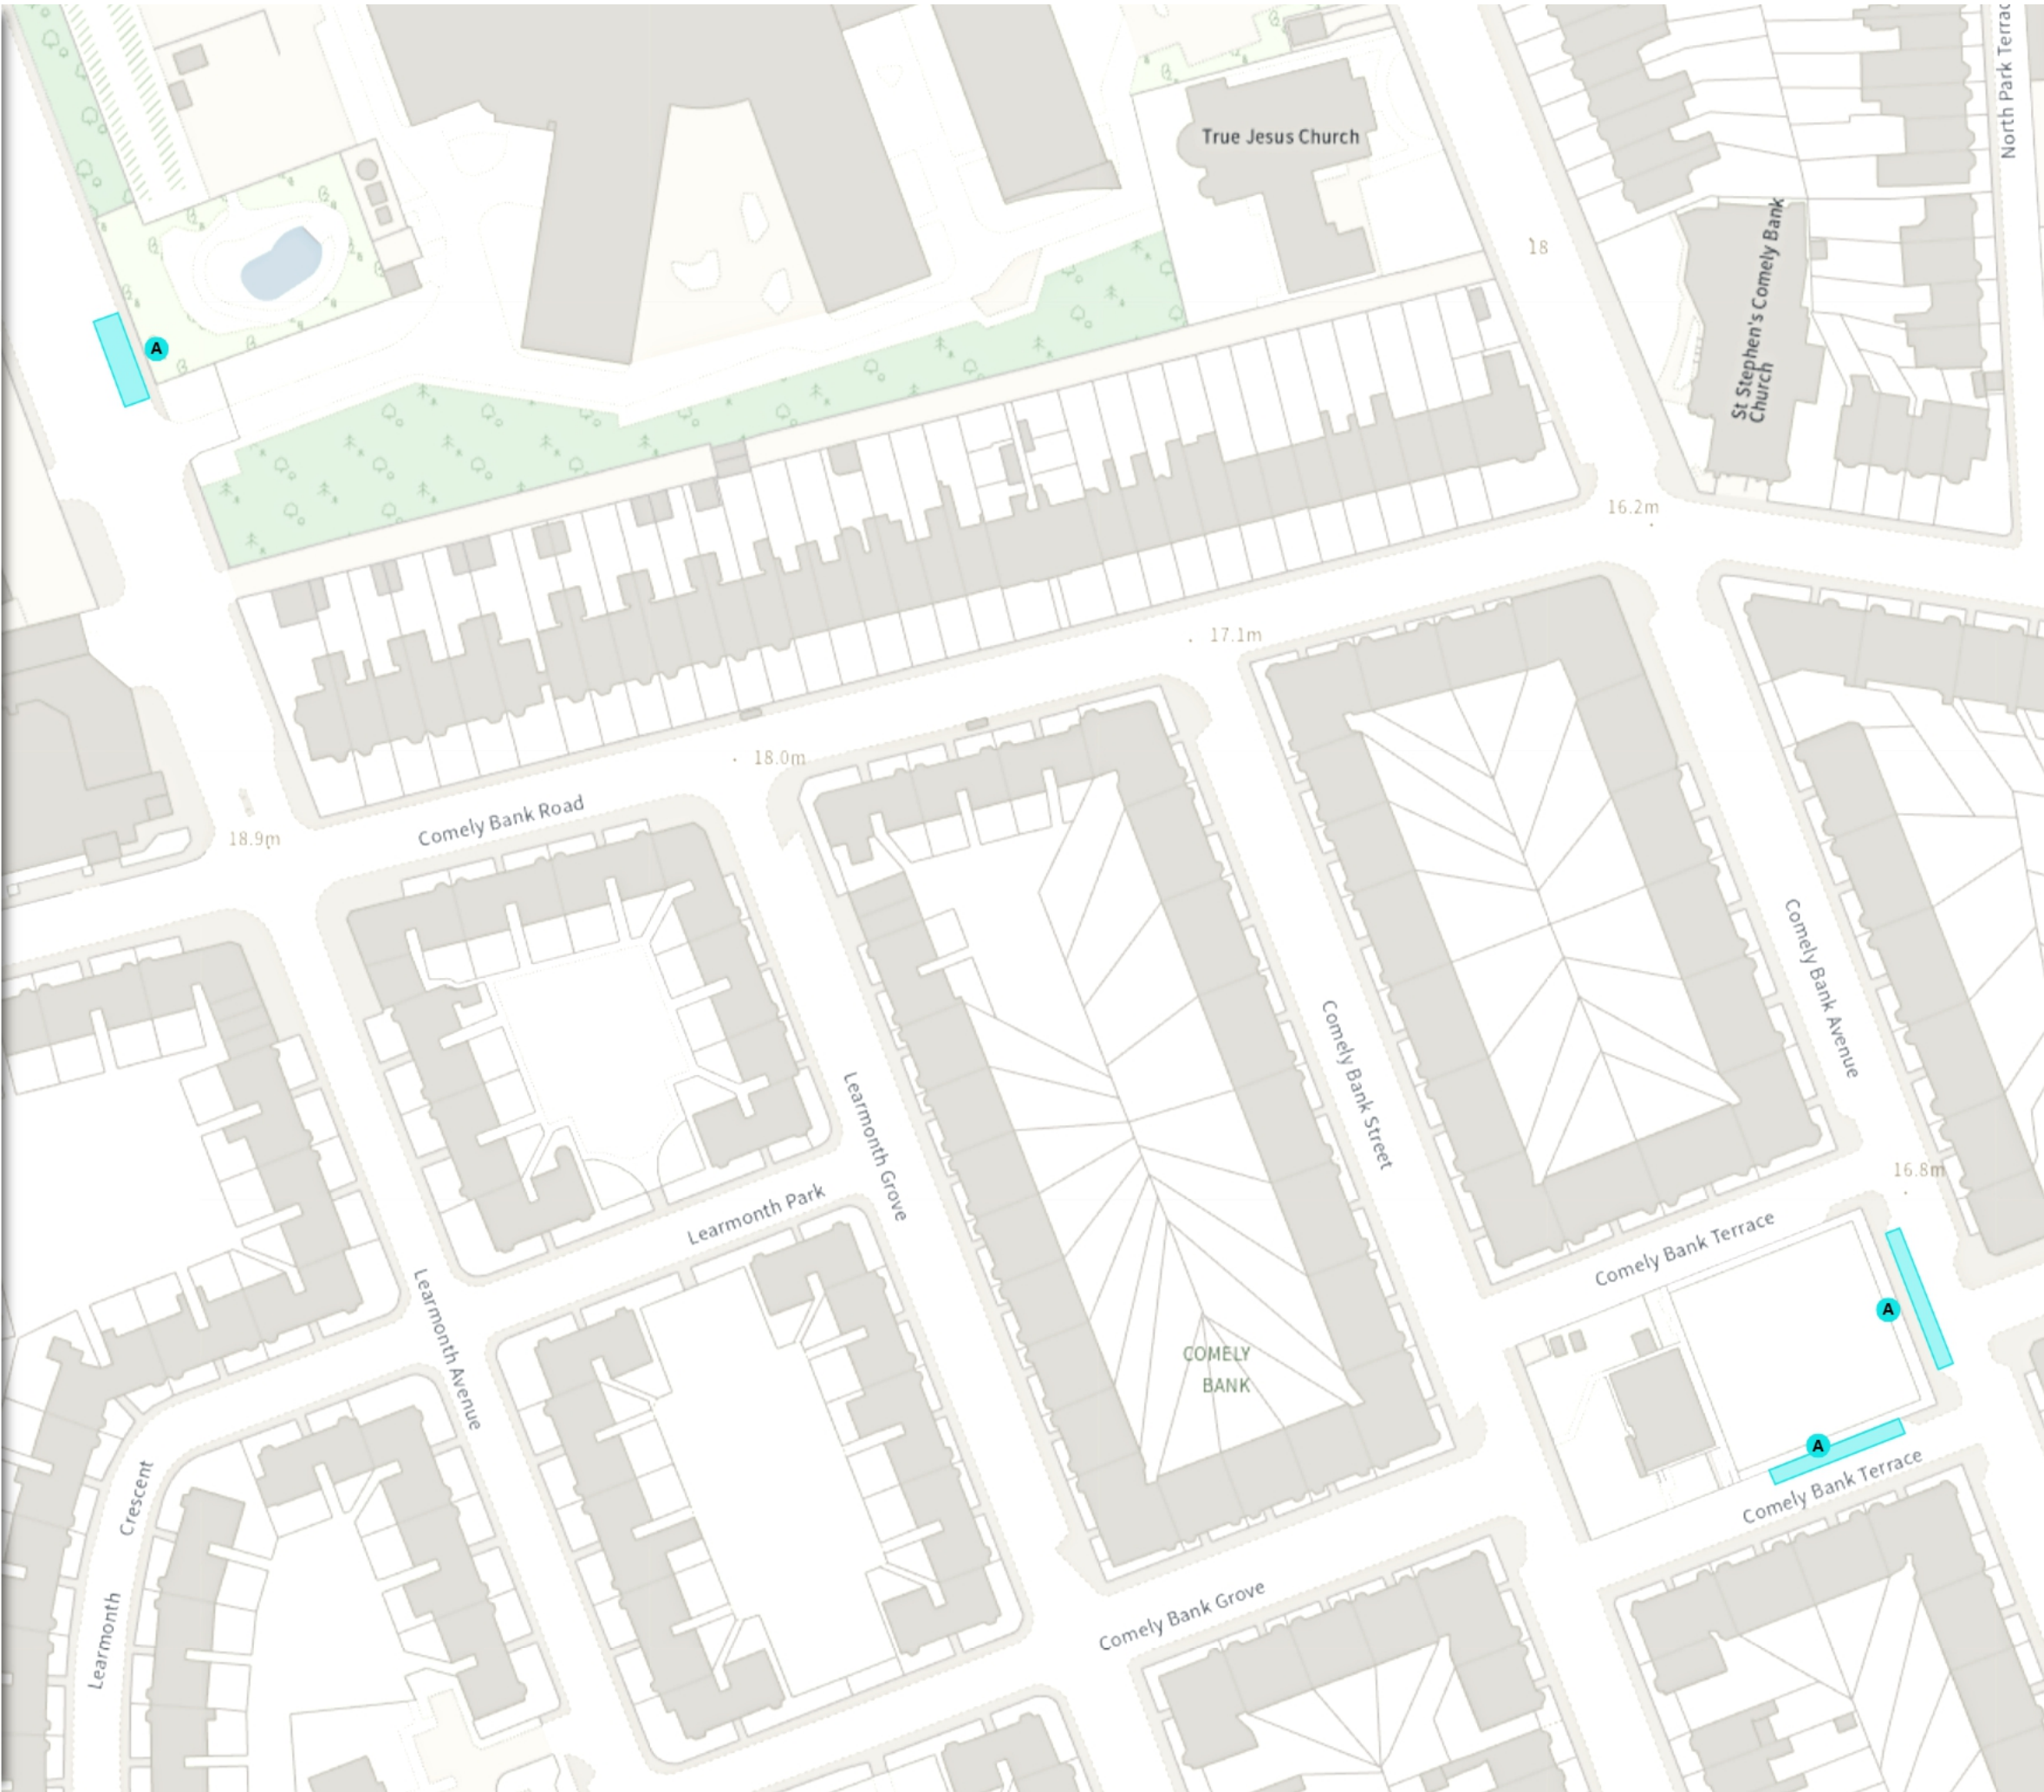 North Park Terrac
True Jesus Church
18
St Stephen's Comely Bank
Church
A
16.2m
17.1m
18.0m
Comely Bank Road
18.9m
Comely Bank Avenue
Comely Bank Street
Learmonth Grove
16.8m
Learmonth Park
Comely Bank Terrace
A
Learmonth Avenue
COMELY
BANK
A
Comely Bank Terrace
Learmonth Crescent
Comely Bank Grove